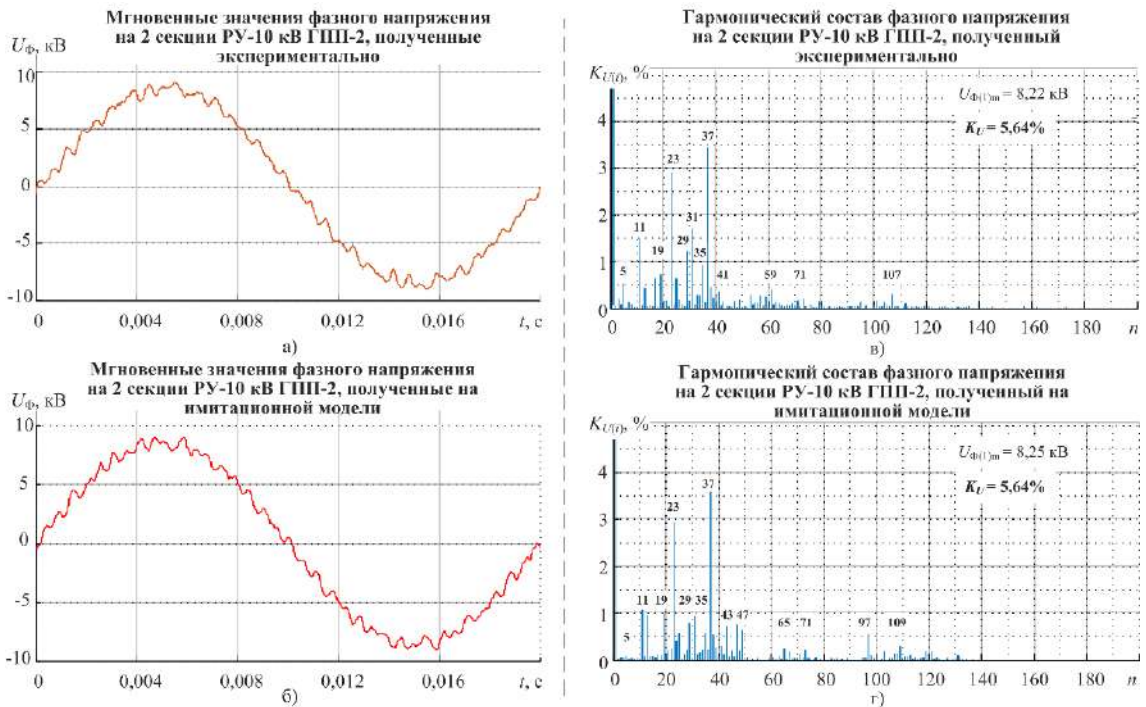 Мгновенные значения фазного напряжения
на 2 секции РУ-10 кВ ГПП-2, полученные
экспериментально
U_Ф, кВ
10
5
0
-5
-10
0 0,004 0,008 0,012 0,016 t, с
а)
Мгновенные значения фазного напряжения
на 2 секции РУ-10 кВ ГПП-2, полученные на
имитационной модели
U_Ф, кВ
10
5
0
-5
-10
0 0,004 0,008 0,012 0,016 t, с
б)
Гармонический состав фазного напряжения
на 2 секции РУ-10 кВ ГПП-2, полученный
экспериментально
K_U(i), %
U_Ф(1)m = 8,22 кВ
K_U = 5,64%
4
3
2
1
0
5 11 19 23 29 31 35 37 41 59 71 107
0 20 40 60 80 100 120 140 160 180 n
в)
Гармонический состав фазного напряжения
на 2 секции РУ-10 кВ ГПП-2, полученный на
имитационной модели
K_U(i), %
U_Ф(1)m = 8,25 кВ
K_U = 5,64%
4
3
2
1
0
5 11 19 23 29 35 37 43 47 65 71 97 109
0 20 40 60 80 100 120 140 160 180 n
г)